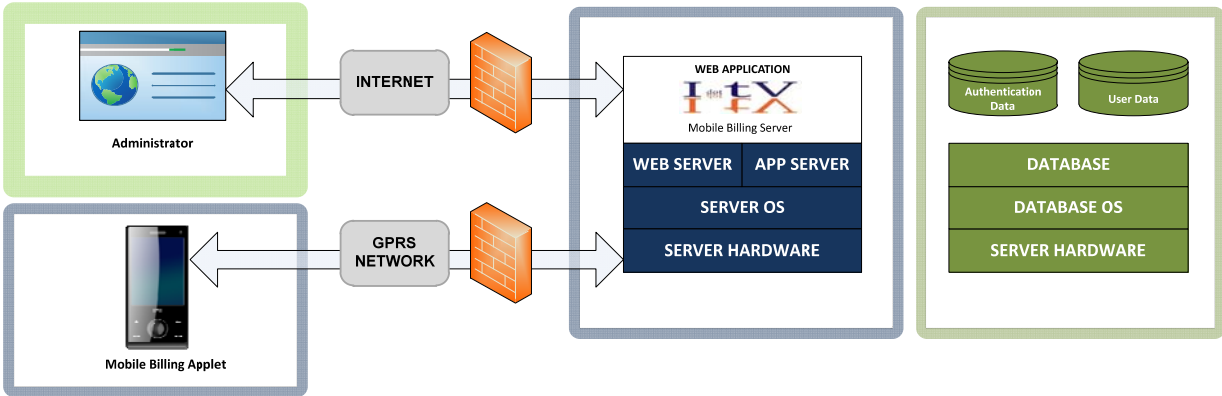 Administrator
INTERNET
WEB APPLICATION
Mobile Billing Server
WEB SERVER
APP SERVER
SERVER OS
SERVER HARDWARE
Authentication
Data
User Data
DATABASE
DATABASE OS
SERVER HARDWARE
GPRS
NETWORK
Mobile Billing Applet